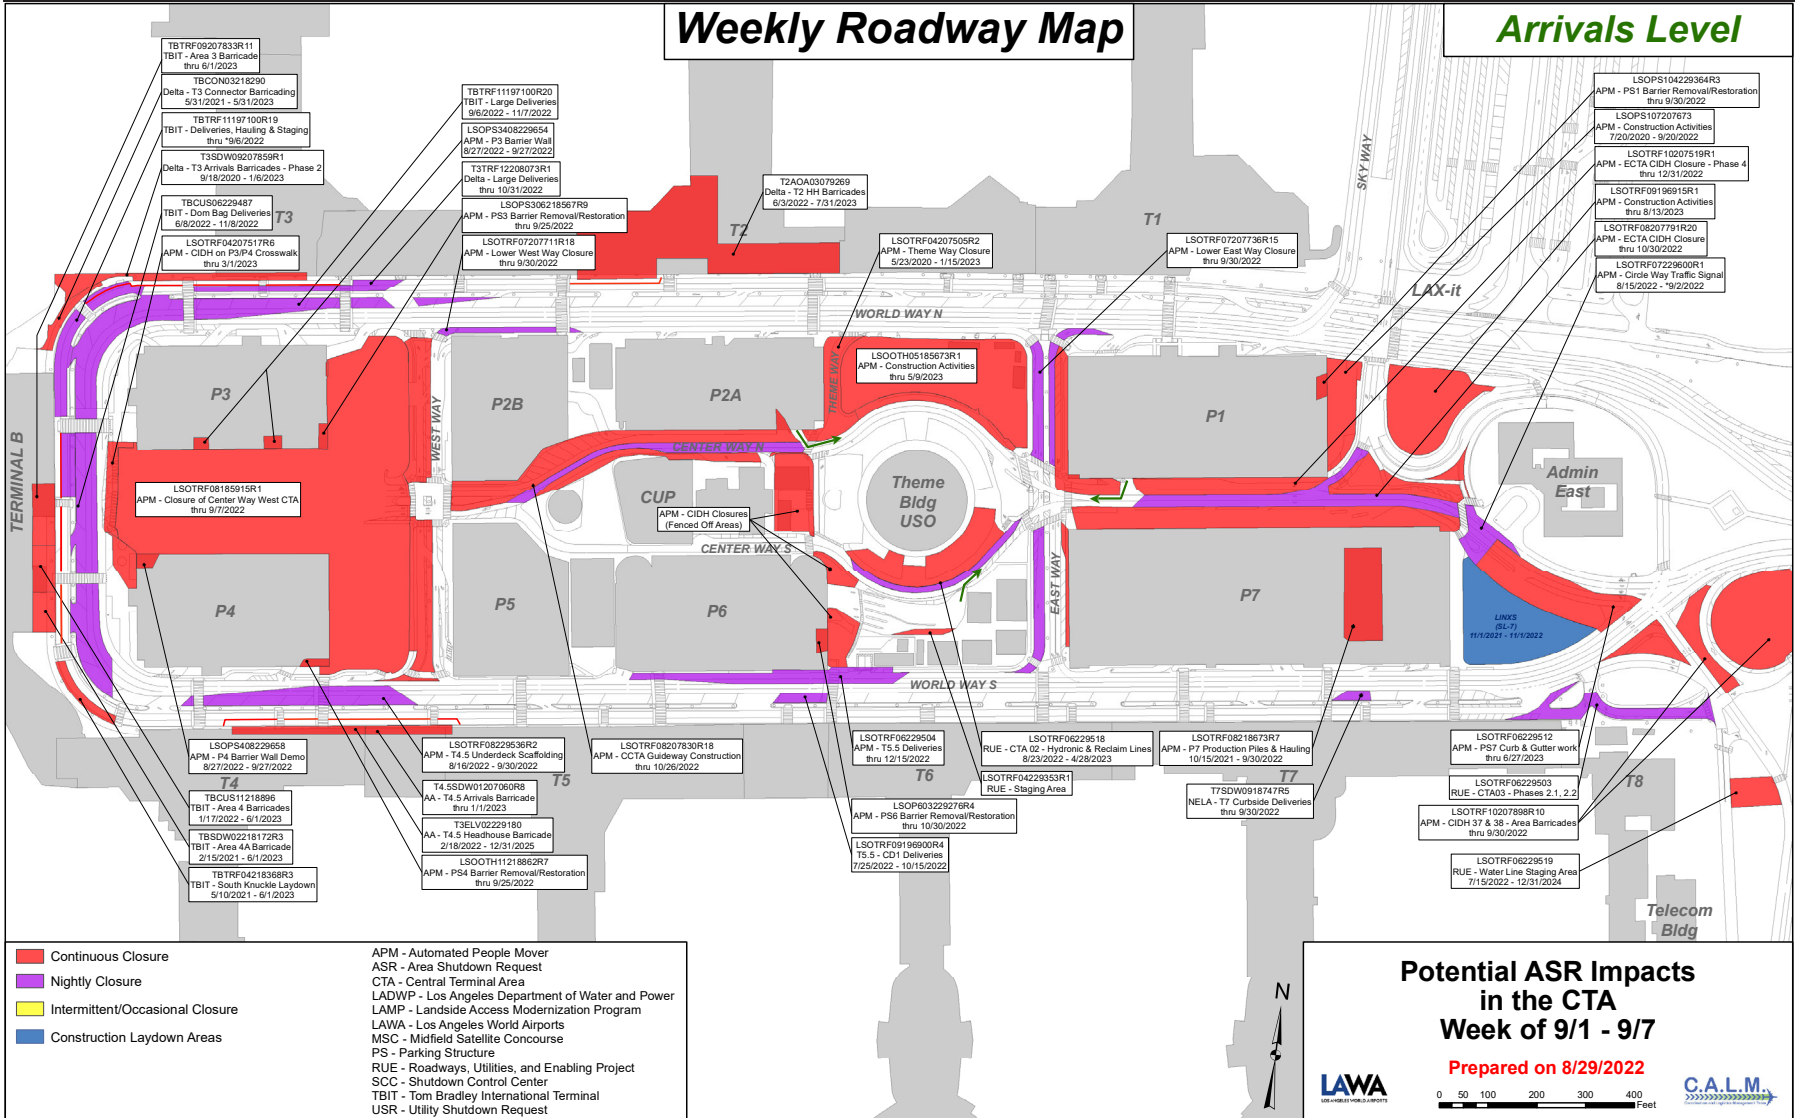 Weekly Roadway Map
Arrivals Level
TBTRF09207833R11
TBIT - Area 3 Barricade
thru 6/1/2023
TBCON03218290
Delta - T3 Connector Barricading
5/31/2021 - 5/31/2023
TBTRF11197100R19
TBIT - Deliveries, Hauling & Staging
thru *9/6/2022
T3SDW09207859R1
Delta - T3 Arrivals Barricades - Phase 2
9/18/2020 - 1/6/2023
TBCUS06229487
TBIT - Dom Bag Deliveries
6/8/2022 - 11/8/2022
LSOTRF04207517R6
APM - CIDH on P3/P4 Crosswalk
thru 3/1/2023
TBTRF11197100R20
TBIT - Large Deliveries
9/6/2022 - 11/7/2022
LSOPS3408229654
APM - P3 Barrier Wall
8/27/2022 - 9/27/2022
T3TRF12208073R1
Delta - Large Deliveries
thru 10/31/2022
LSOPS306218567R9
APM - PS3 Barrier Removal/Restoration
thru 9/25/2022
LSOTRF07207711R18
APM - Lower West Way Closure
thru 9/30/2022
T2AOA03079269
Delta - T2 HH Barricades
6/3/2022 - 7/31/2023
LSOTRF04207505R2
APM - Theme Way Closure
5/23/2020 - 1/15/2023
LSOTRF07207736R15
APM - Lower East Way Closure
thru 9/30/2022
LSOPS104229364R3
APM - PS1 Barrier Removal/Restoration
thru 9/30/2022
LSOPS107207673
APM - Construction Activities
7/20/2020 - 9/20/2022
LSOTRF10207519R1
APM - ECTA CIDH Closure - Phase 4
thru 12/31/2022
LSOTRF09196915R1
APM - Construction Activities
thru 8/13/2023
LSOTRF08207791R20
APM - ECTA CIDH Closure
thru 10/30/2022
LSOTRF07229600R1
APM - Circle Way Traffic Signal
8/15/2022 - *9/2/2022
T3
T2
T1
SKY WAY
LAX-it
WORLD WAY N
P3
P2B
P2A
THEME WAY
LSOOTH05185673R1
APM - Construction Activities
thru 5/9/2023
P1
WEST WAY
CENTER WAY N
TERMINAL B
LSOTRF08185915R1
APM - Closure of Center Way West CTA
thru 9/7/2022
CUP
APM - CIDH Closures
(Fenced Off Areas)
Theme
Bldg
USO
Admin
East
CENTER WAY S
EAST WAY
P4
P5
P6
P7
LINXS
(SL-7)
11/1/2021 - 11/1/2022
WORLD WAY S
LSOPS408229658
APM - P4 Barrier Wall Demo
8/27/2022 - 9/27/2022
T4
TBCUS11218896
TBIT - Area 4 Barricades
1/17/2022 - 6/1/2023
TBSDW02218172R3
TBIT - Area 4A Barricade
2/15/2021 - 6/1/2023
TBTRF04218368R3
TBIT - South Knuckle Laydown
5/10/2021 - 6/1/2023
LSOTRF08229536R2
APM - T4.5 Underdeck Scaffolding
8/16/2022 - 9/30/2022
T4.5SDW01207060R8
AA - T4.5 Arrivals Barricade
thru 1/1/2023
T3ELV02229180
AA - T4.5 Headhouse Barricade
2/18/2022 - 12/31/2025
LSOOTH11218862R7
APM - PS4 Barrier Removal/Restoration
thru 9/25/2022
T5
LSOTRF08207830R18
APM - CCTA Guideway Construction
thru 10/26/2022
LSOTRF06229504
APM - T5.5 Deliveries
thru 12/15/2022
T6
LSOP603229276R4
APM - PS6 Barrier Removal/Restoration
thru 10/30/2022
LSOTRF09196900R4
T5.5 - CD1 Deliveries
7/25/2022 - 10/15/2022
LSOTRF06229518
RUE - CTA 02 - Hydronic & Reclaim Lines
8/23/2022 - 4/28/2023
LSOTRF04229353R1
RUE - Staging Area
LSOTRF08218673R7
APM - P7 Production Piles & Hauling
10/15/2021 - 9/30/2022
T7
T7SDW0918747R5
NELA - T7 Curbside Deliveries
thru 9/30/2022
LSOTRF06229512
APM - PS7 Curb & Gutter work
thru 6/27/2023
LSOTRF06229503
RUE - CTA03 - Phases 2.1, 2.2
LSOTRF10207898R10
APM - CIDH 37 & 38 - Area Barricades
thru 9/30/2022
LSOTRF06229519
RUE - Water Line Staging Area
7/15/2022 - 12/31/2024
T8
Telecom
Bldg
Continuous Closure
Nightly Closure
Intermittent/Occasional Closure
Construction Laydown Areas
APM - Automated People Mover
ASR - Area Shutdown Request
CTA - Central Terminal Area
LADWP - Los Angeles Department of Water and Power
LAMP - Landside Access Modernization Program
LAWA - Los Angeles World Airports
MSC - Midfield Satellite Concourse
PS - Parking Structure
RUE - Roadways, Utilities, and Enabling Project
SCC - Shutdown Control Center
TBIT - Tom Bradley International Terminal
USR - Utility Shutdown Request
N
Potential ASR Impacts
in the CTA
Week of 9/1 - 9/7
Prepared on 8/29/2022
LAWA
LOS ANGELES WORLD AIRPORTS
0 50 100 200 300 400
Feet
C.A.L.M.